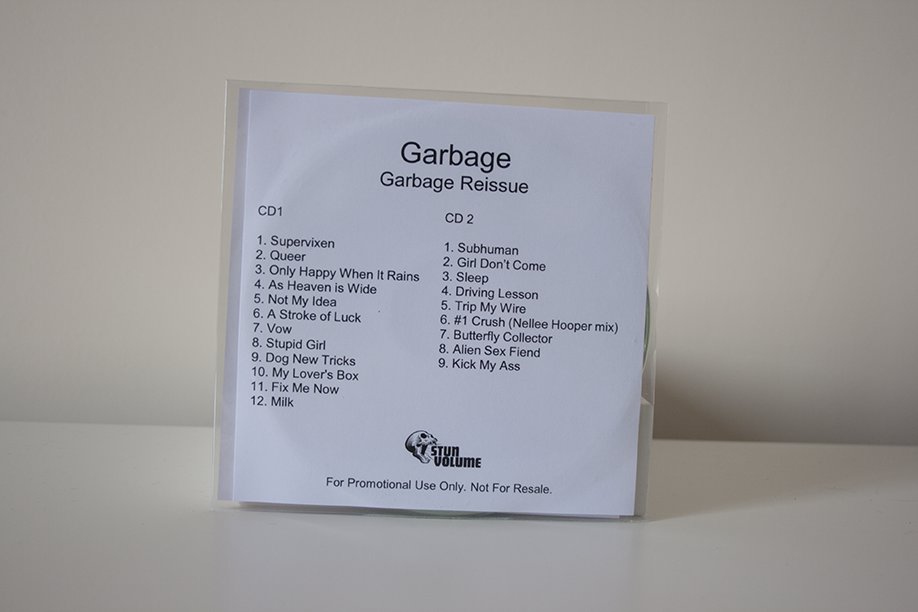 Garbage
Garbage Reissue
CD1
1. Supervixen
2. Queer
3. Only Happy When It Rains
4. As Heaven is Wide
5. Not My Idea
6. A Stroke of Luck
7. Vow
8. Stupid Girl
9. Dog New Tricks
10. My Lover's Box
11. Fix Me Now
12. Milk
CD 2
1. Subhuman
2. Girl Don't Come
3. Sleep
4. Driving Lesson
5. Trip My Wire
6. #1 Crush (Nellee Hooper mix)
7. Butterfly Collector
8. Alien Sex Fiend
9. Kick My Ass
STUN
VOLUME
For Promotional Use Only. Not For Resale.